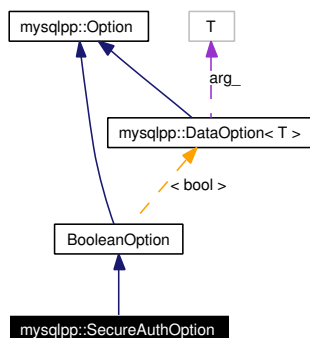 mysqlpp::Option
T
arg_
mysqlpp::DataOption< T >
< bool >
BooleanOption
mysqlpp::SecureAuthOption